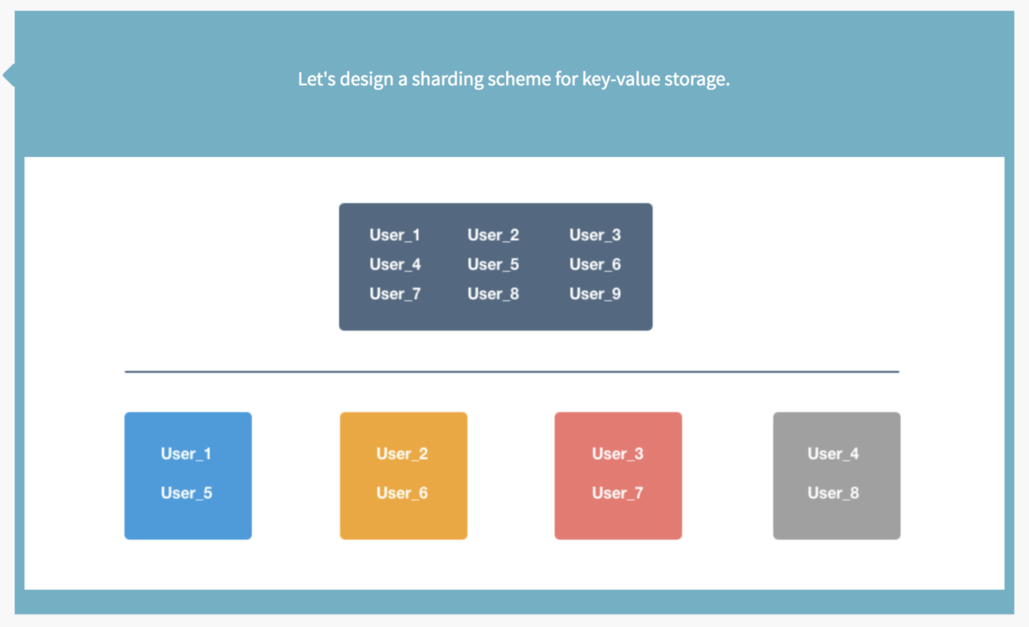 Let's design a sharding scheme for key-value storage.
User_1 User_2 User_3
User_4 User_5 User_6
User_7 User_8 User_9
User_1 User_2 User_3 User_4
User_5 User_6 User_7 User_8